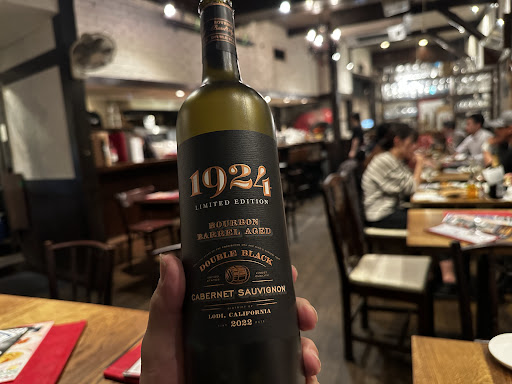 1924
LIMITED EDITION
BOURBON
BARREL AGED
DOUBLE BLACK
CABERNET SAUVIGNON
LODI, CALIFORNIA
2022